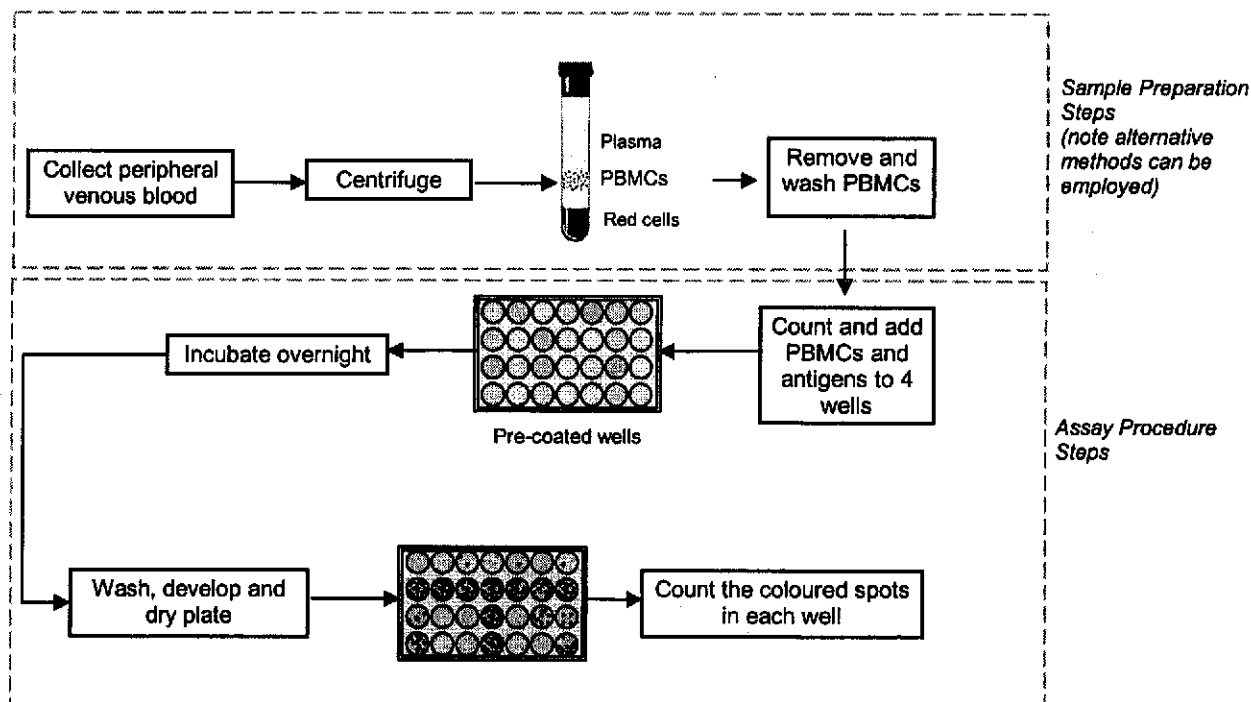 Sample Preparation
Steps
(note alternative
methods can be
employed)
Collect peripheral
venous blood
Centrifuge
Plasma
PBMCs
Red cells
Remove and
wash PBMCs
Count and add
PBMCs and
antigens to 4
wells
Pre-coated wells
Incubate overnight
Assay Procedure
Steps
Wash, develop and
dry plate
Count the coloured spots
in each well